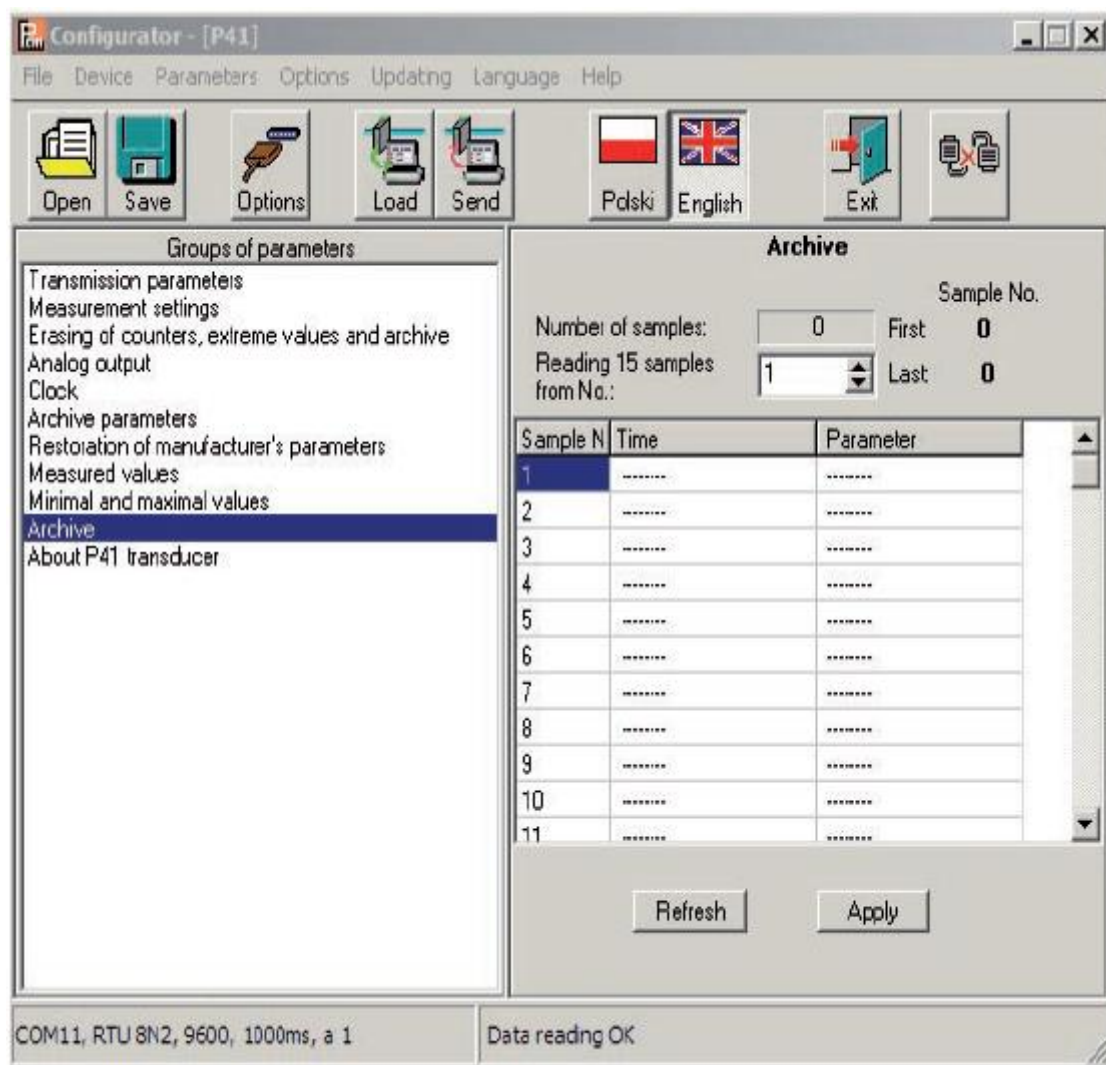 Configurator - [P41]
File Device Parameters Options Updating Language Help
Open Save Options Load Send Polski English Exit
Groups of parameters
Transmission parameters
Measurement settings
Erasing of counters, extreme values and archive
Analog output
Clock
Archive parameters
Restoration of manufacturer's parameters
Measured values
Minimal and maximal values
Archive
About P41 transducer
Archive
Sample No.
Number of samples: 0 First 0
Reading 15 samples
from No.: 1 Last 0
Sample N Time Parameter
1 -------- --------
2 -------- --------
3 -------- --------
4 -------- --------
5 -------- --------
6 -------- --------
7 -------- --------
8 -------- --------
9 -------- --------
10 -------- --------
11 -------- --------
Refresh Apply
COM11, RTU 8N2, 9600, 1000ms, a 1 Data reading OK